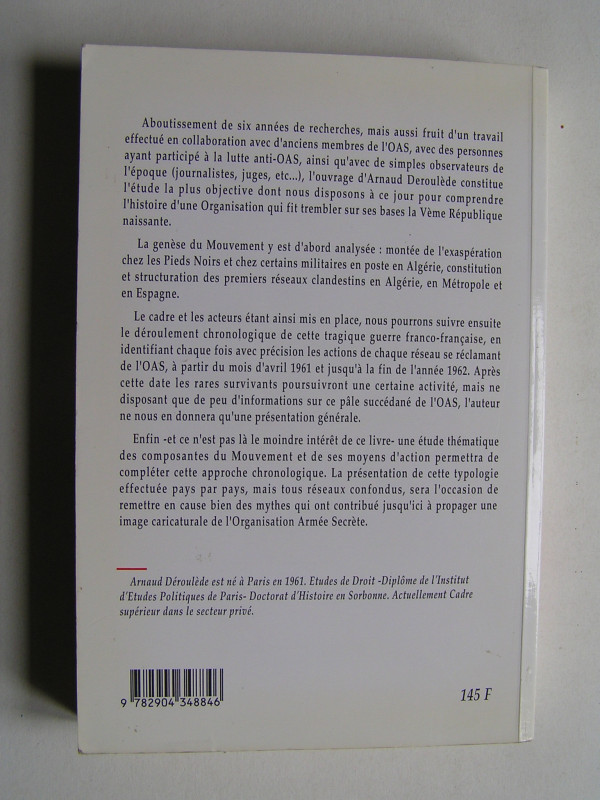 Aboutissement de six années de recherches, mais aussi fruit d'un travail
effectué en collaboration avec d'anciens membres de l'OAS, avec des personnes
ayant participé à la lutte anti-OAS, ainsi qu'avec de simples observateurs de
l'époque (journalistes, juges, etc...), l'ouvrage d'Arnaud Deroulède constitue
l'étude la plus objective dont nous disposons à ce jour pour comprendre
l'histoire d'une Organisation qui fit trembler sur ses bases la Vème République
naissante.
La genèse du Mouvement y est d'abord analysée : montée de l'exaspération
chez les Pieds Noirs et chez certains militaires en poste en Algérie, constitution
et structuration des premiers réseaux clandestins en Algérie, en Métropole et
en Espagne.
Le cadre et les acteurs étant ainsi mis en place, nous pourrons suivre ensuite
le déroulement chronologique de cette tragique guerre franco-française, en
identifiant chaque fois avec précision les actions de chaque réseau se réclamant
de l'OAS, à partir du mois d'avril 1961 et jusqu'à la fin de l'année 1962. Après
cette date les rares survivants poursuivront une certaine activité, mais ne
disposant que de peu d'informations sur ce pâle succédané de l'OAS, l'auteur
ne nous en donnera qu'une présentation générale.
Enfin -et ce n'est pas là le moindre intérêt de ce livre- une étude thématique
des composantes du Mouvement et de ses moyens d'action permettra de
compléter cette approche chronologique. La présentation de cette typologie
effectuée pays par pays, mais tous réseaux confondus, sera l'occasion de
remettre en cause bien des mythes qui ont contribué jusqu'ici à propager une
image caricaturale de l'Organisation Armée Secrète.
Arnaud Déroulède est né à Paris en 1961. Etudes de Droit -Diplôme de l'Institut
d'Etudes Politiques de Paris- Doctorat d'Histoire en Sorbonne. Actuellement Cadre
supérieur dans le secteur privé.
9 782904 348846
145 F